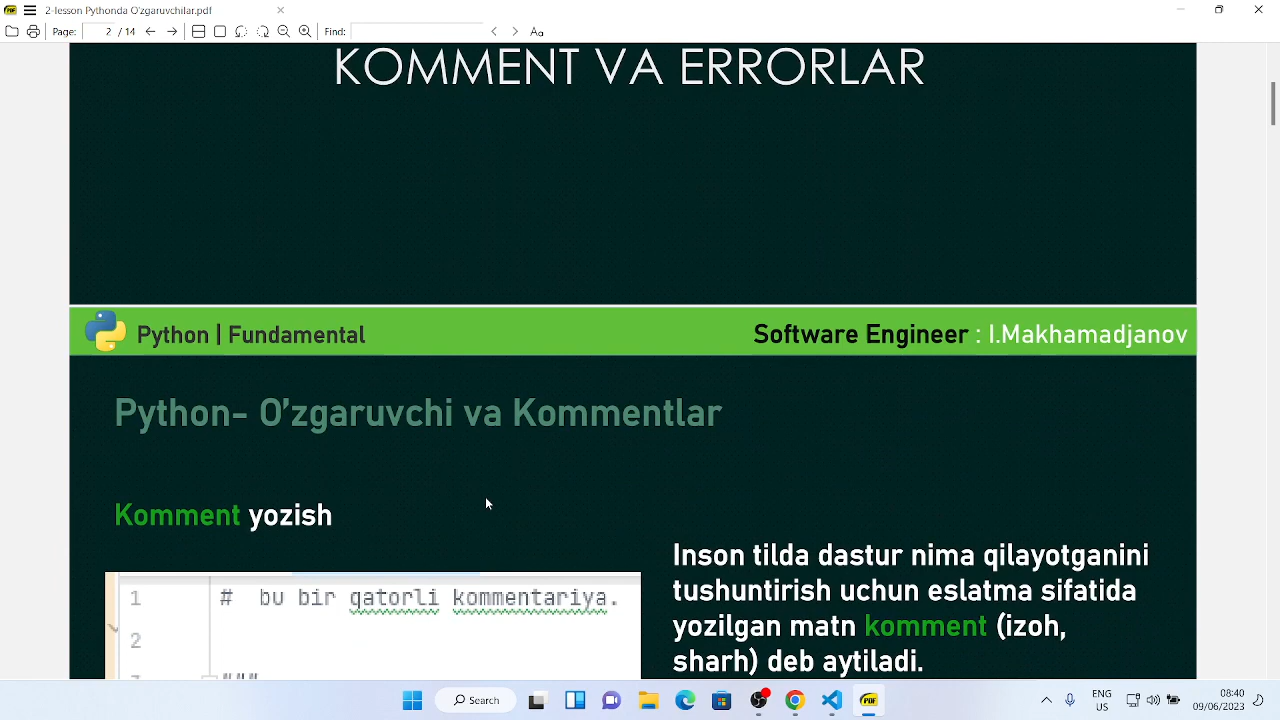 2-lesson Pythonda O'zgaruvchilar.pdf
Page: 2 / 14 Find: Aa
KOMMENT VA ERRORLAR
Python | Fundamental
Software Engineer : I.Makhamadjanov
Python- O’zgaruvchi va Kommentlar
Komment yozish
1 # bu bir qatorli kommentariya.
2
Inson tilda dastur nima qilayotganini
tushuntirish uchun eslatma sifatida
yozilgan matn komment (izoh,
sharh) deb aytiladi.
Search
ENG
US
08:40
09/06/2023